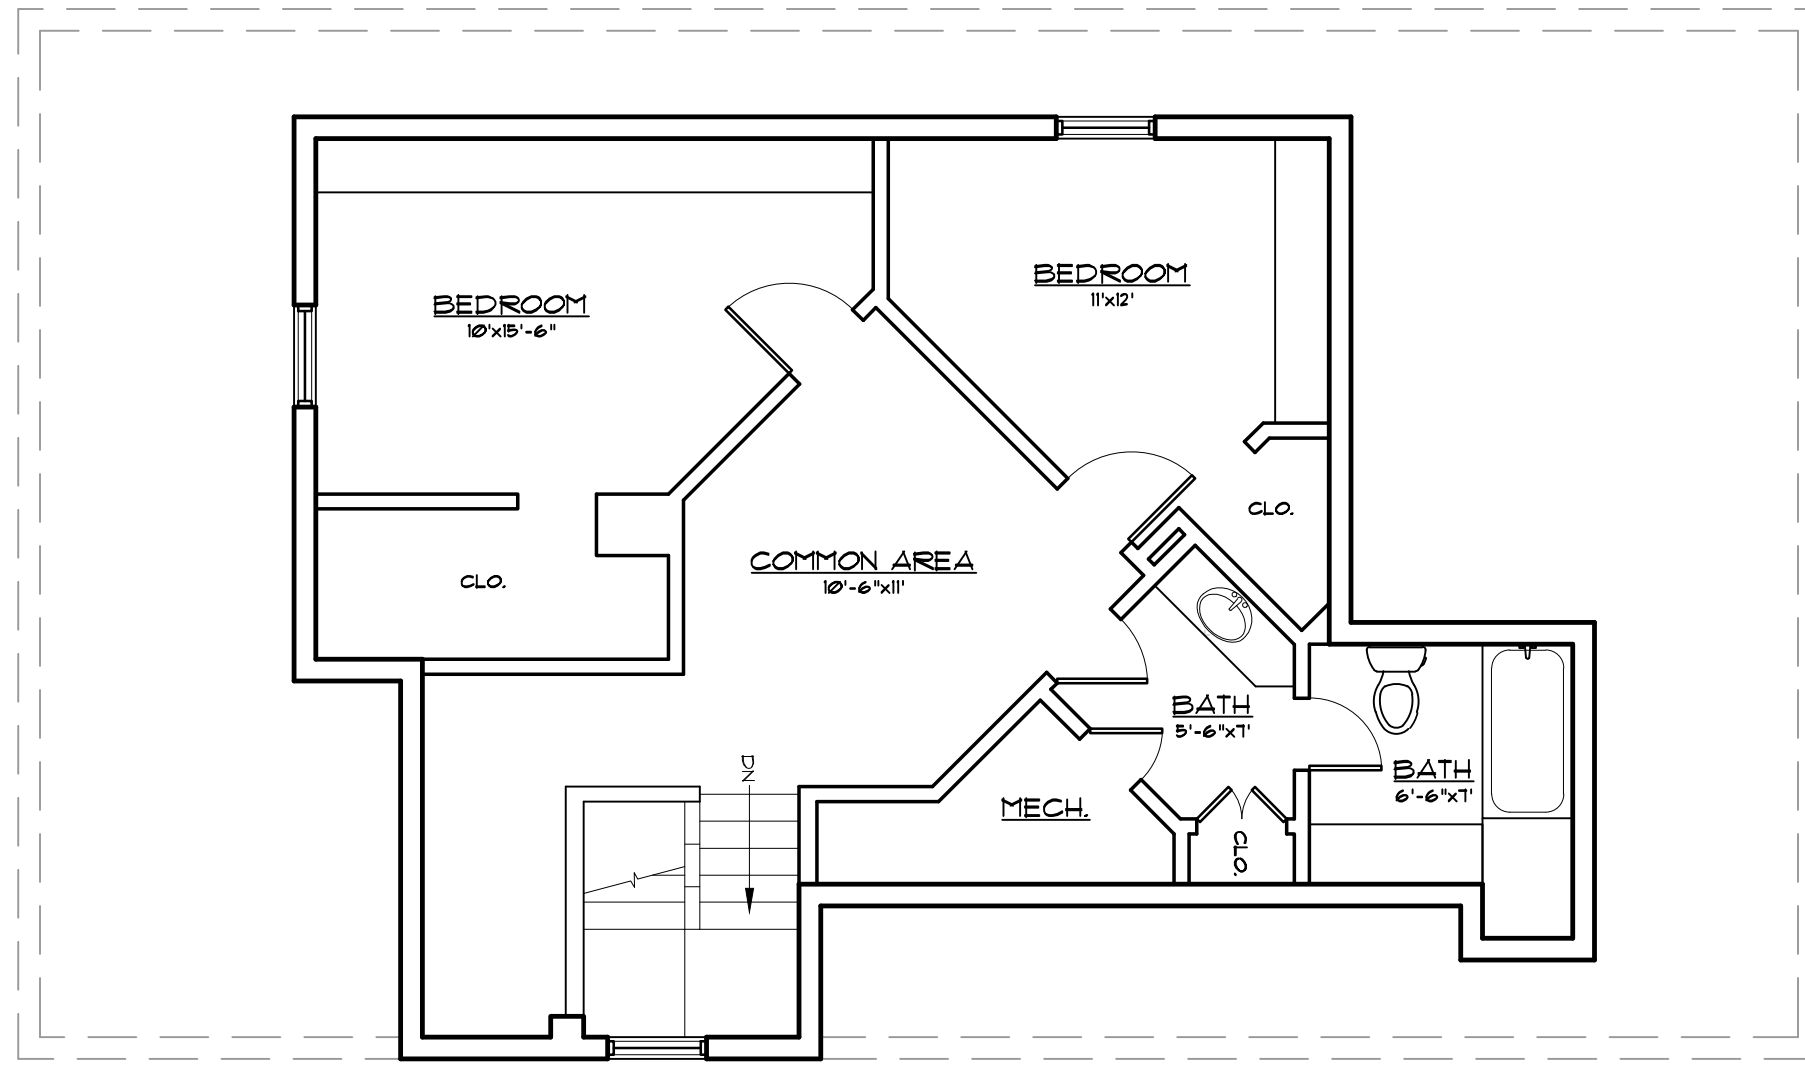 BEDROOM
10'x15'-6"
BEDROOM
11'x12'
CLO.
COMMON AREA
10'-6"x11'
CLO.
BATH
5'-6"x7'
DN
BATH
6'-6"x7'
MECH.
CLO.